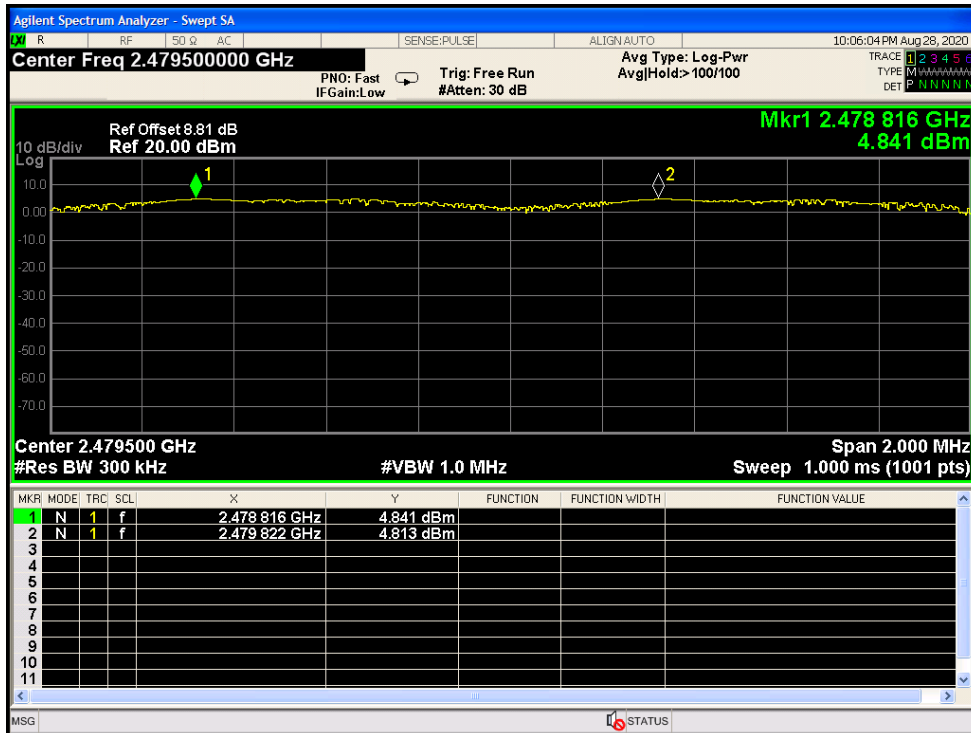 Agilent Spectrum Analyzer - Swept SA
LXI R RF 50 Ω AC SENSE:PULSE ALIGN AUTO 10:06:04 PM Aug 28, 2020
Center Freq 2.479500000 GHz
PNO: Fast
IFGain:Low
Trig: Free Run
#Atten: 30 dB
Avg Type: Log-Pwr
Avg|Hold:>100/100
TRACE 1 2 3 4 5 6
TYPE M
DET P N N N N N
Ref Offset 8.81 dB
10 dB/div Ref 20.00 dBm
Log
Mkr1 2.478 816 GHz
4.841 dBm
1
2
10.0
0.00
-10.0
-20.0
-30.0
-40.0
-50.0
-60.0
-70.0
Center 2.479500 GHz Span 2.000 MHz
#Res BW 300 kHz #VBW 1.0 MHz Sweep 1.000 ms (1001 pts)
MKR MODE TRC SCL X Y FUNCTION FUNCTION WIDTH FUNCTION VALUE
1 N 1 f 2.478 816 GHz 4.841 dBm
2 N 1 f 2.479 822 GHz 4.813 dBm
3
4
5
6
7
8
9
10
11
MSG STATUS